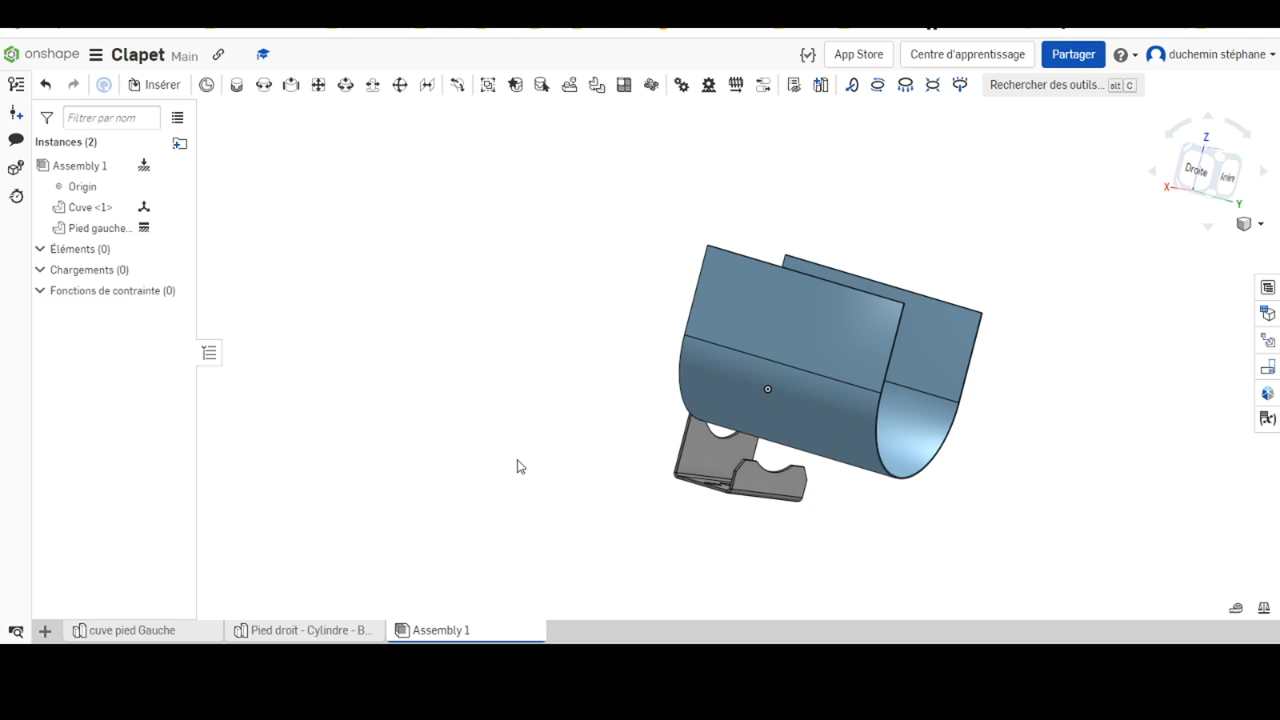 onshape Clapet Main App Store Centre d'apprentissage Partager duchemin stéphane
Insérer Rechercher des outils... alt C
Filtrer par nom
Instances (2)
Assembly 1
Origin
Cuve <1>
Pied gauche...
Éléments (0)
Chargements (0)
Fonctions de contrainte (0)
Z
Droite Arrière
X Y
cuve pied Gauche Pied droit - Cylindre - B... Assembly 1